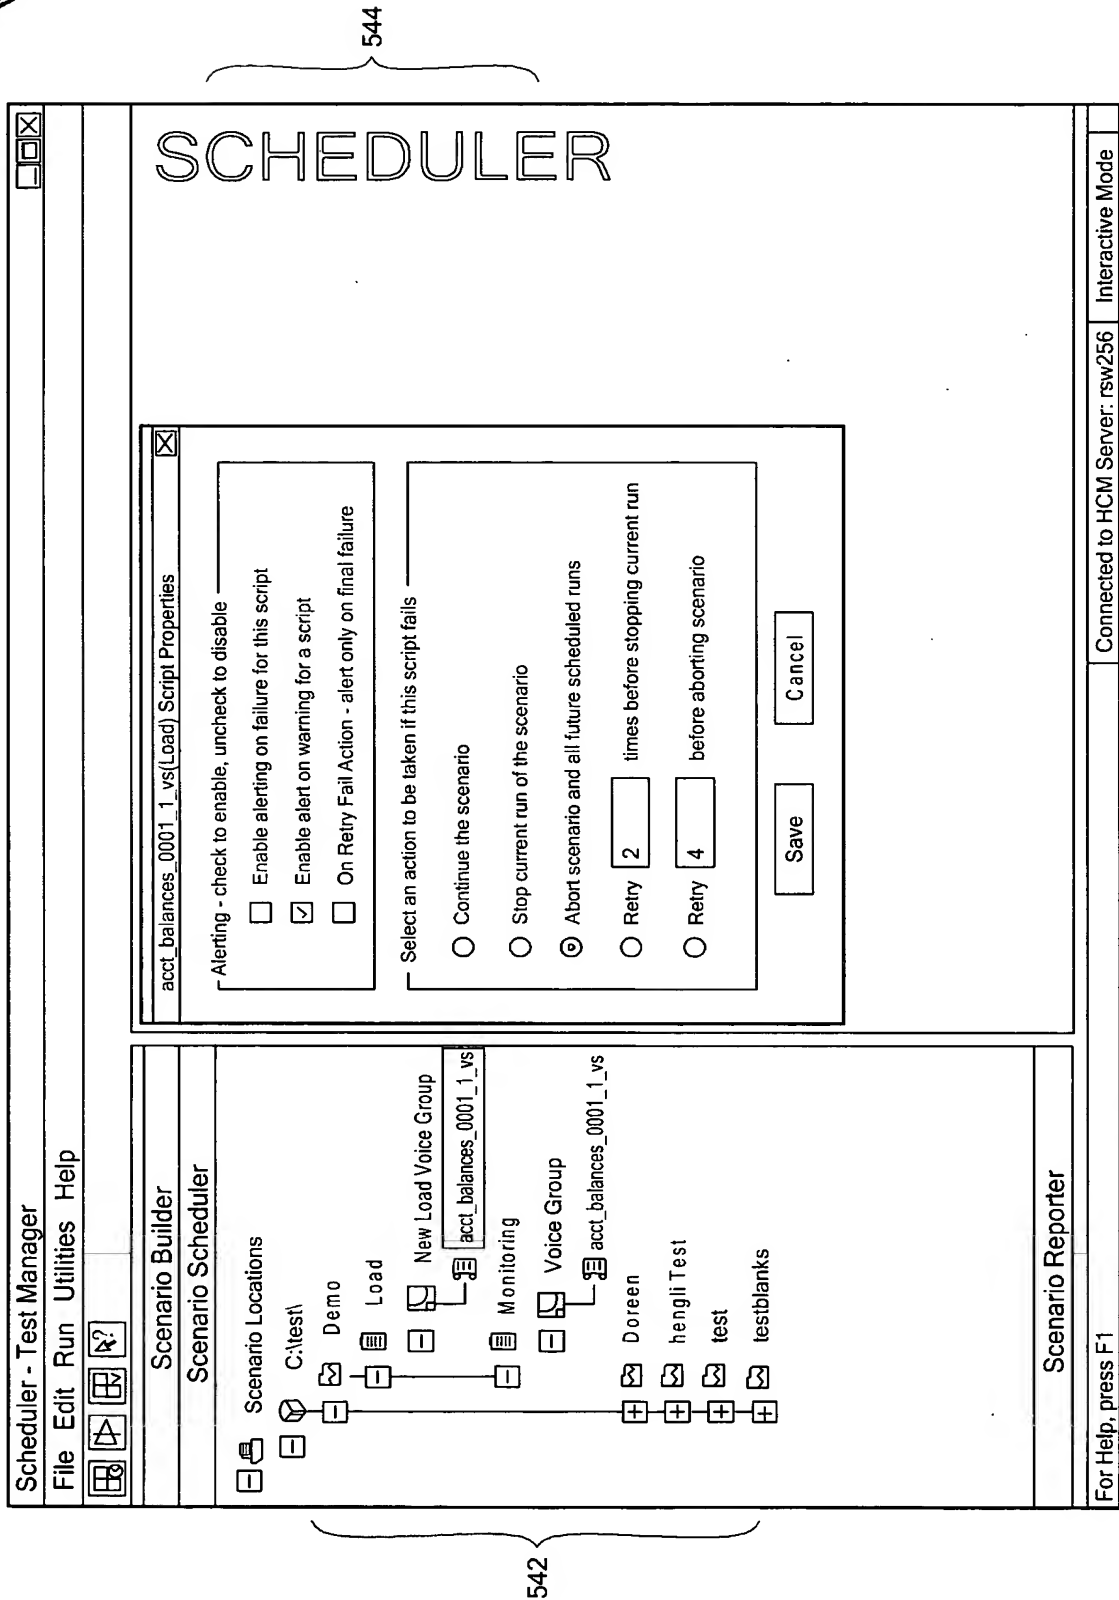 Scheduler - Test Manager
File Edit Run Utilities Help
Scenario Builder
Scenario Scheduler
Scenario Locations
C:\test\
Demo
Load
New Load Voice Group
acct_balances_0001_1_vs
Monitoring
Voice Group
acct_balances_0001_1_vs
Doreen
hengliTest
test
testblanks
Scenario Reporter
542
acct_balances_0001_1_vs(Load) Script Properties
Alerting - check to enable, uncheck to disable
Enable alerting on failure for this script
Enable alert on warning for a script
On Retry Fail Action - alert only on final failure
Select an action to be taken if this script fails
Continue the scenario
Stop current run of the scenario
Abort scenario and all future scheduled runs
Retry 2 times before stopping current run
Retry 4 before aborting scenario
Save Cancel
SCHEDULER
544
For Help, press F1 Connected to HCM Server: rsw256 Interactive Mode